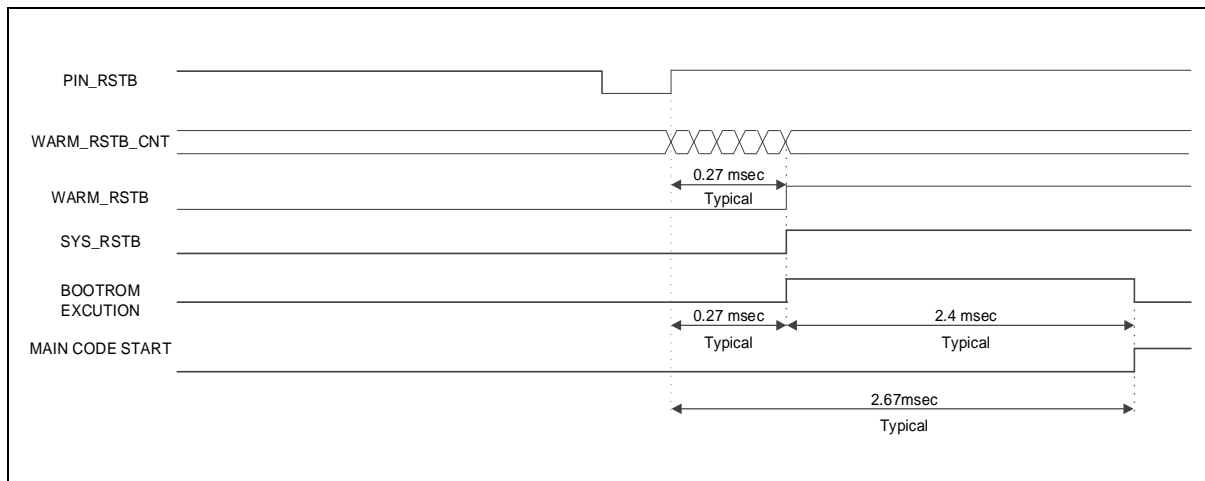 PIN_RSTB
WARM_RSTB_CNT
0.27 msec
Typical
WARM_RSTB
SYS_RSTB
BOOTROM
EXCUTION
0.27 msec
2.4 msec
Typical
Typical
MAIN CODE START
2.67msec
Typical